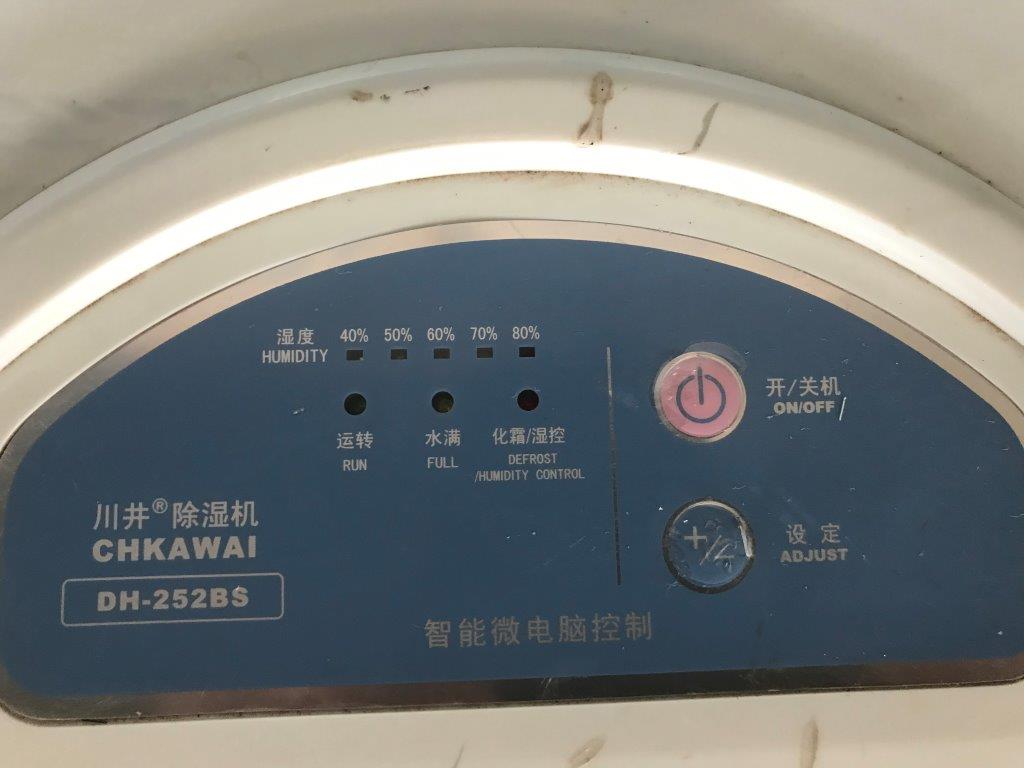 湿度 40% 50% 60% 70% 80%
HUMIDITY
运转 水满 化霜/湿控
RUN FULL DEFROST
/HUMIDITY CONTROL
开/关机
ON/OFF
川井® 除湿机
CHKAWAI
DH-252BS
+/-
设定
ADJUST
智能微电脑控制